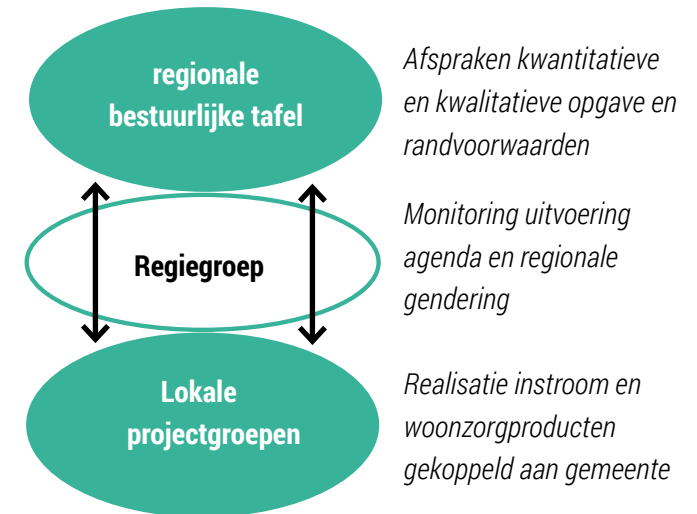 regionale
bestuurlijke tafel
Afspraken kwantitatieve
en kwalitatieve opgave en
randvoorwaarden
Regiegroep
Monitoring uitvoering
agenda en regionale
gendering
Lokale
projectgroepen
Realisatie instroom en
woonzorgproducten
gekoppeld aan gemeente